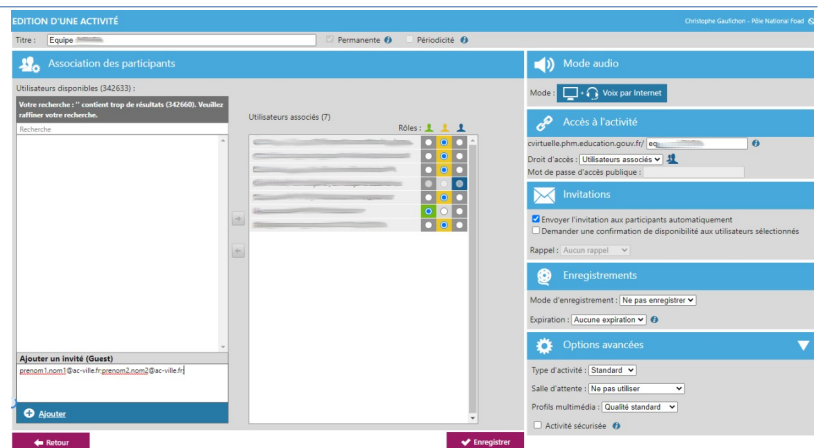 EDITION D'UNE ACTIVITÉ
Christophe Gaufichon - Pôle National Foad
Titre : Equipe
Permanente
Périodicité
Association des participants
Utilisateurs disponibles (342633) :
Votre recherche : '' contient trop de résultats (342660). Veuillez
raffiner votre recherche.
Recherche
Ajouter un invité (Guest)
prenom1.nom1@ac-ville.fr;prenom2.nom2@ac-ville.fr
Ajouter
Utilisateurs associés (7)
Rôles :
Retour
Enregistrer
Mode audio
Mode : + Voix par Internet
Accès à l'activité
cvirtuelle.phm.education.gouv.fr/ eq
Droit d'accès : Utilisateurs associés
Mot de passe d'accès publique :
Invitations
Envoyer l'invitation aux participants automatiquement
Demander une confirmation de disponibilité aux utilisateurs sélectionnés
Rappel : Aucun rappel
Enregistrements
Mode d'enregistrement : Ne pas enregistrer
Expiration : Aucune expiration
Options avancées
Type d'activité : Standard
Salle d'attente : Ne pas utiliser
Profils multimédia : Qualité standard
Activité sécurisée